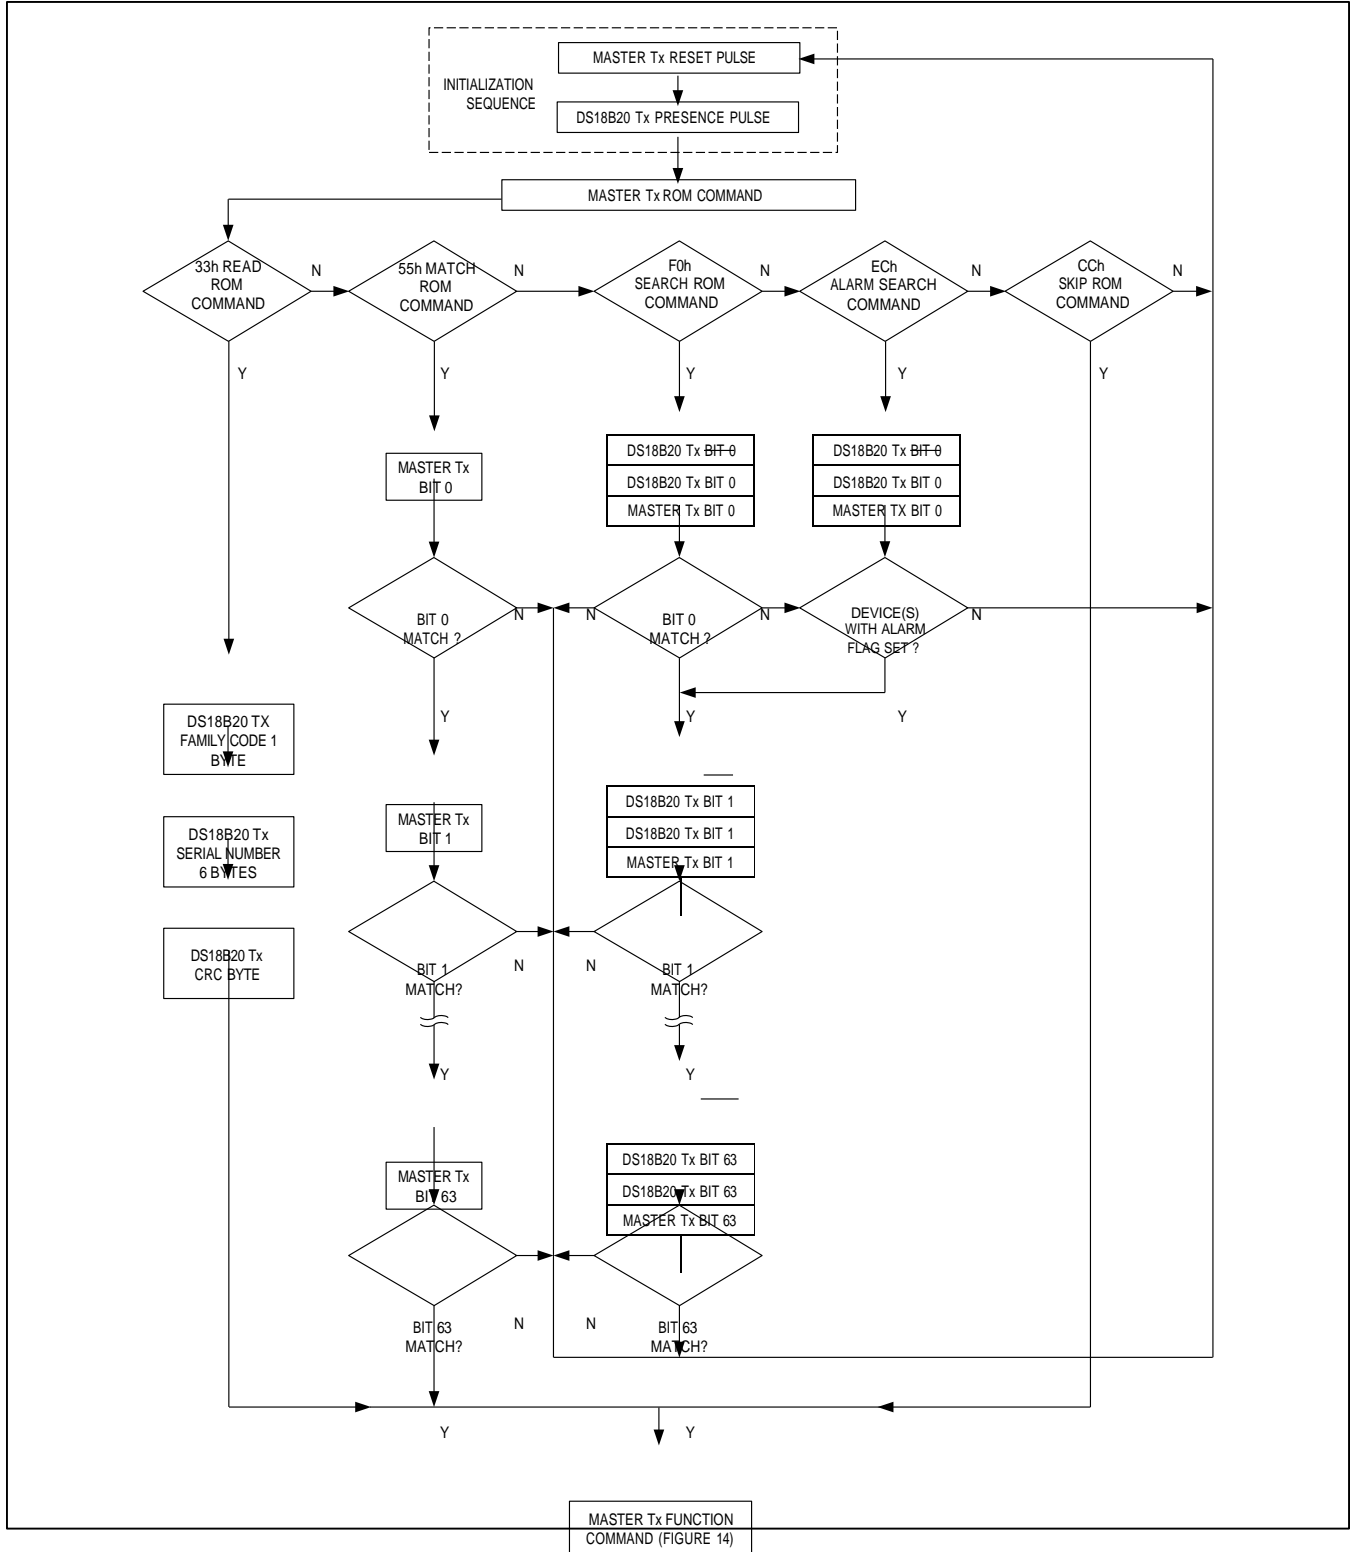 MASTER Tx RESET PULSE
INITIALIZATION
SEQUENCE
DS18B20 Tx PRESENCE PULSE
MASTER Tx ROM COMMAND
33h READ
ROM
COMMAND
N
55h MATCH
ROM
COMMAND
N
F0h
SEARCH ROM
COMMAND
N
ECh
ALARM SEARCH
COMMAND
N
CCh
SKIP ROM
COMMAND
N
Y
Y
Y
Y
Y
MASTER Tx
BIT 0
DS18B20 Tx BIT 0
DS18B20 Tx BIT 0
MASTER Tx BIT 0
DS18B20 Tx BIT 0
DS18B20 Tx BIT 0
MASTER TX BIT 0
BIT 0
MATCH ?
N
N
BIT 0
MATCH ?
N
DEVICE(S)
WITH ALARM
FLAG SET ?
N
Y
Y
Y
DS18B20 TX
FAMILY CODE 1
BYTE
MASTER Tx
BIT 1
DS18B20 Tx BIT 1
DS18B20 Tx BIT 1
MASTER Tx BIT 1
DS18B20 Tx
SERIAL NUMBER
6 BYTES
DS18B20 Tx
CRC BYTE
BIT 1
MATCH?
N
N
BIT 1
MATCH?
Y
Y
MASTER Tx
BIT 63
DS18B20 Tx BIT 63
DS18B20 Tx BIT 63
MASTER Tx BIT 63
BIT 63
MATCH?
N
N
BIT 63
MATCH?
Y
Y
MASTER Tx FUNCTION
COMMAND (FIGURE 14)